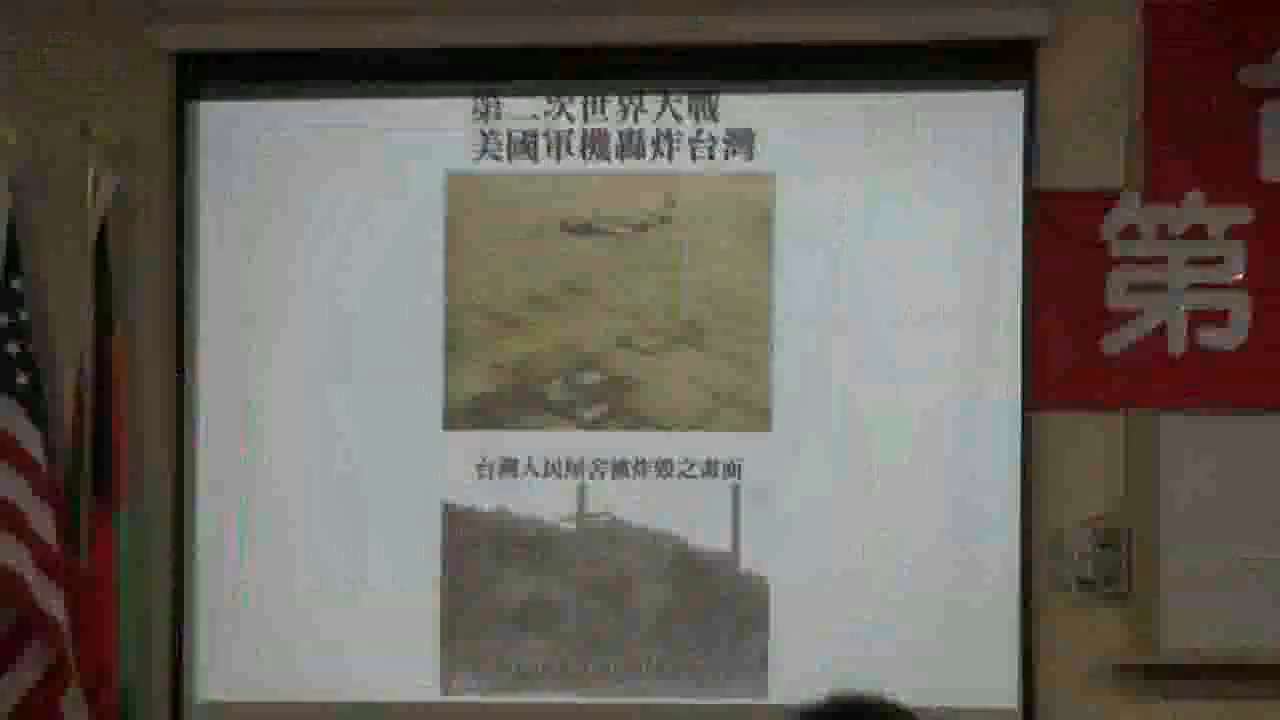 第二次世界大戰
美國軍機轟炸台灣
台灣人民屋舍被炸毀之畫面
第